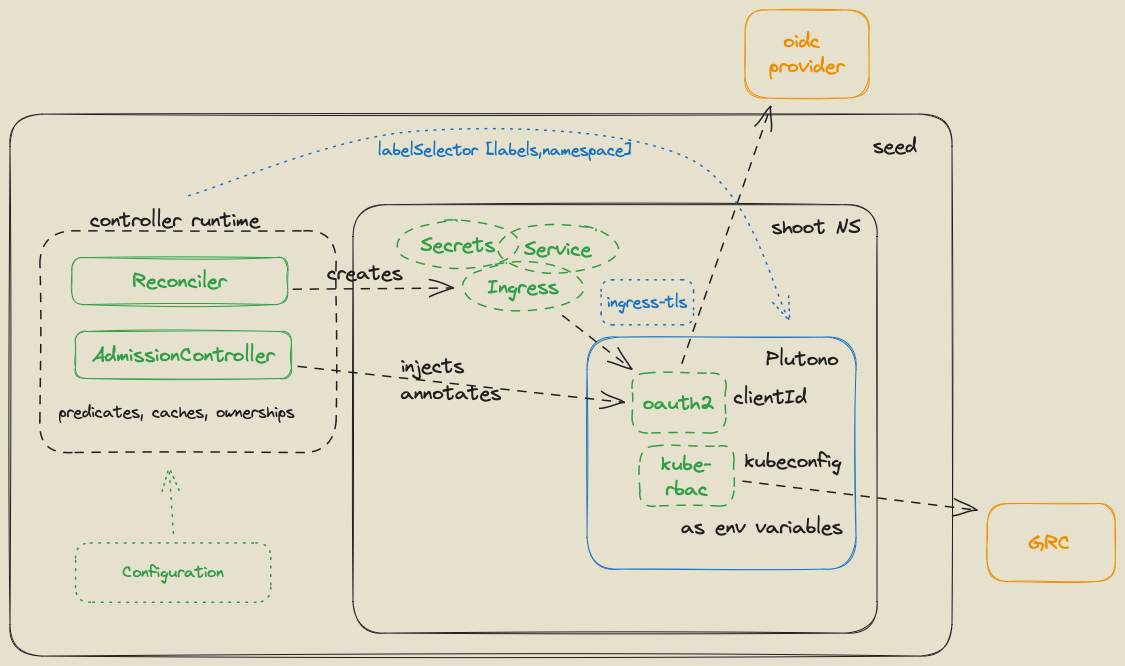 oidc
provider
seed
labelSelector [labels,namespace]
controller runtime
shoot NS
Secrets
Service
Reconciler
creates
Ingress
ingress-tls
AdmissionController
injects
annotates
Plutono
oauth2
clientId
predicates, caches, ownerships
kube-
rbac
kubeconfig
as env variables
GRC
Configuration